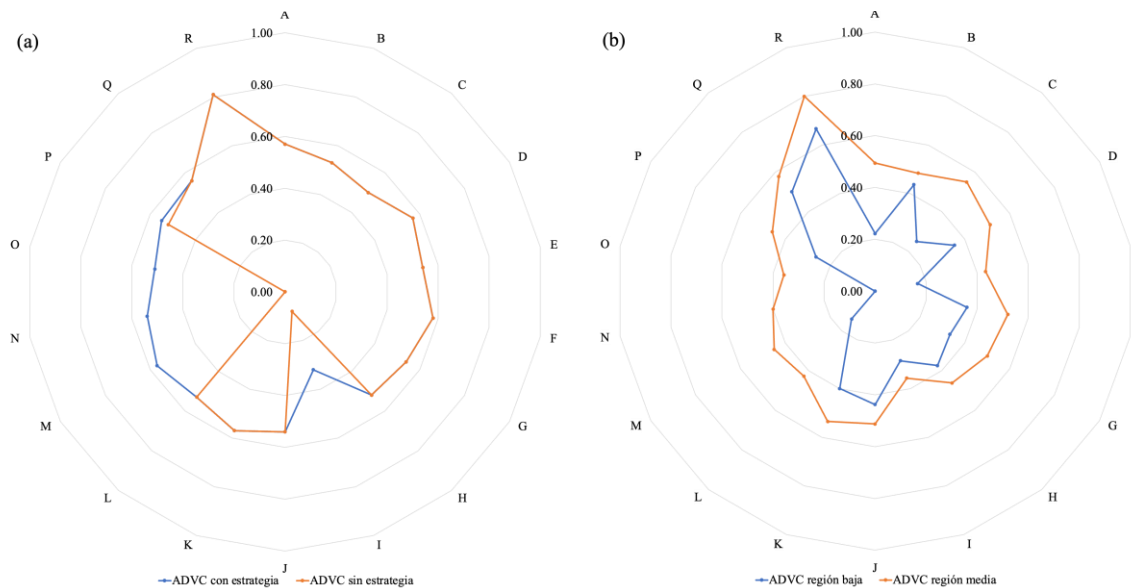 (a)
A
B
C
D
E
F
G
H
I
J
K
L
M
N
O
P
Q
R
1.00
0.80
0.60
0.40
0.20
0.00
ADVC con estrategia
ADVC sin estrategia
(b)
A
B
C
D
E
F
G
H
I
J
K
L
M
N
O
P
Q
R
1.00
0.80
0.60
0.40
0.20
0.00
ADVC región baja
ADVC región media